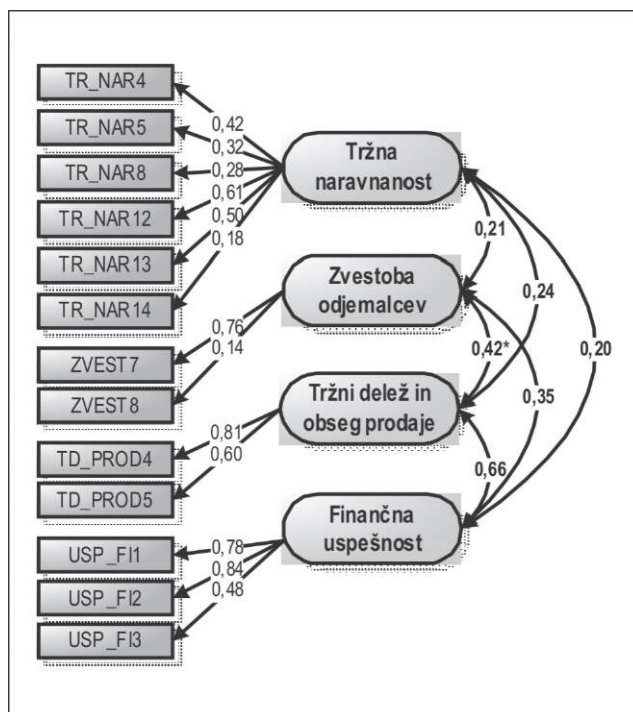 TR_NAR4
TR_NAR5
TR_NAR8
TR_NAR12
TR_NAR13
TR_NAR14
ZVEST7
ZVEST8
TD_PROD4
TD_PROD5
USP_FI1
USP_FI2
USP_FI3
0,42
0,32
0,28
0,61
0,50
0,18
0,76
0,14
0,81
0,60
0,78
0,84
0,48
Tržna
naravnanost
Zvestoba
odjemalcev
Tržni delež in
obseg prodaje
Finančna
uspešnost
0,21
0,24
0,42*
0,20
0,35
0,66